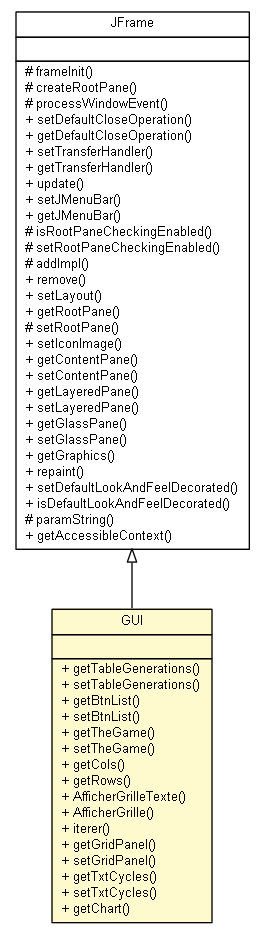 JFrame
# frameInit()
# createRootPane()
# processWindowEvent()
+ setDefaultCloseOperation()
+ getDefaultCloseOperation()
+ setTransferHandler()
+ getTransferHandler()
+ update()
+ setJMenuBar()
+ getJMenuBar()
# isRootPaneCheckingEnabled()
# setRootPaneCheckingEnabled()
# addImpl()
+ remove()
+ setLayout()
+ getRootPane()
# setRootPane()
+ setIconImage()
+ getContentPane()
+ setContentPane()
+ getLayeredPane()
+ setLayeredPane()
+ getGlassPane()
+ setGlassPane()
+ getGraphics()
+ repaint()
+ setDefaultLookAndFeelDecorated()
+ isDefaultLookAndFeelDecorated()
# paramString()
+ getAccessibleContext()
GUI
+ getTableGenerations()
+ setTableGenerations()
+ getBtnList()
+ setBtnList()
+ getTheGame()
+ setTheGame()
+ getCols()
+ getRows()
+ AfficherGrilleTexte()
+ AfficherGrille()
+ iterer()
+ getGridPanel()
+ setGridPanel()
+ getTxtCycles()
+ setTxtCycles()
+ getChart()